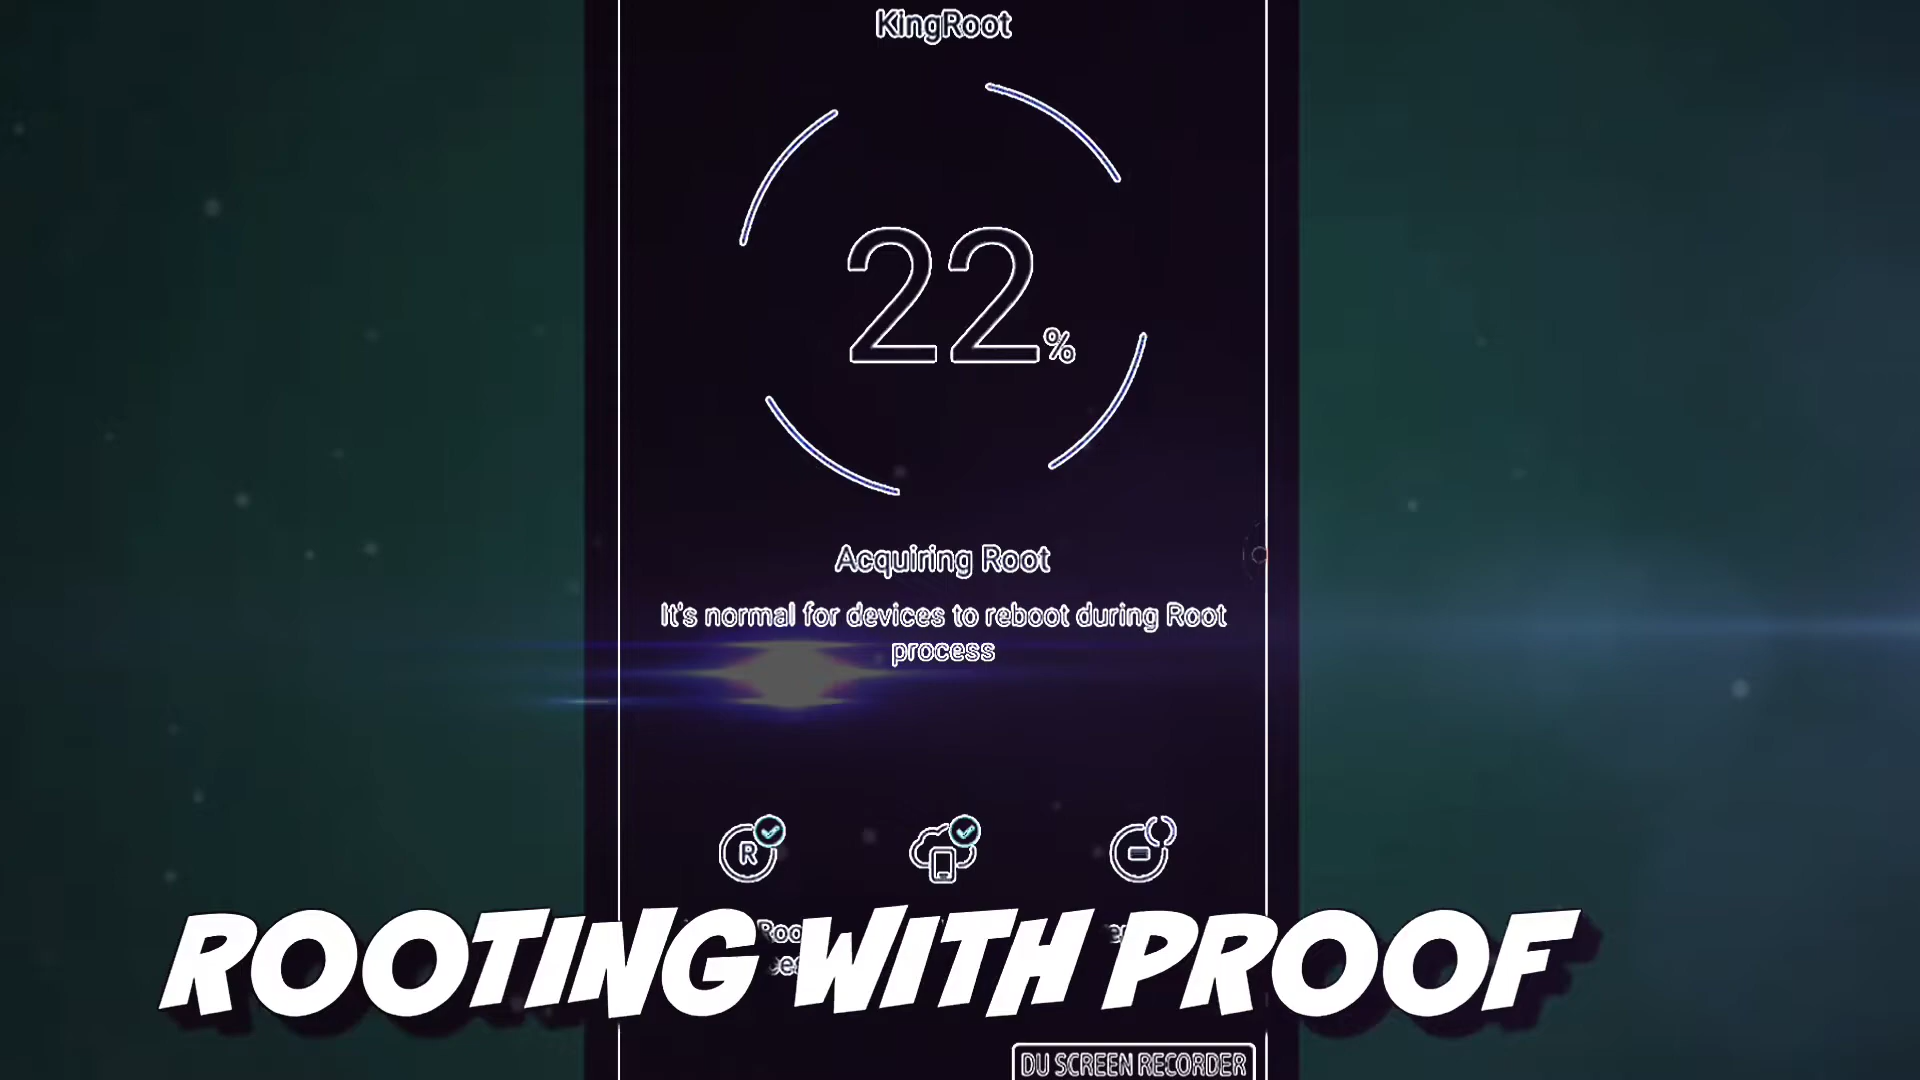 KingRoot
22%
Acquiring Root
It's normal for devices to reboot during Root
process
R
ROOTING WITH PROOF
DU SCREEN RECORDER